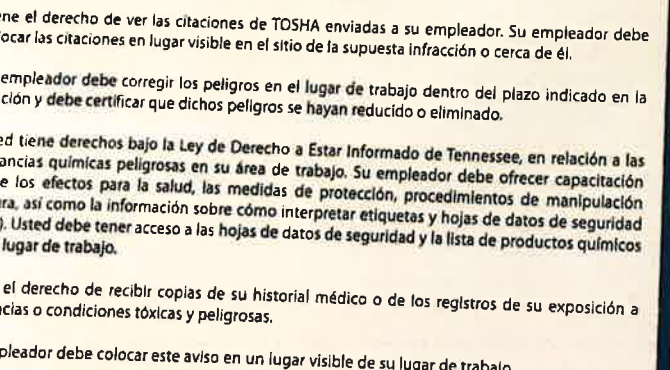 ne el derecho de ver las citaciones de TOSHA enviadas a su empleador. Su empleador debe
ocar las citaciones en lugar visible en el sitio de la supuesta infracción o cerca de él.
empleador debe corregir los peligros en el lugar de trabajo dentro del plazo indicado en la
ción y debe certificar que dichos peligros se hayan reducido o eliminado.
ed tiene derechos bajo la Ley de Derecho a Estar Informado de Tennessee, en relación a las
ancias químicas peligrosas en su área de trabajo. Su empleador debe ofrecer capacitación
e los efectos para la salud, las medidas de protección, procedimientos de manipulación
ra, así como la información sobre cómo interpretar etiquetas y hojas de datos de seguridad
). Usted debe tener acceso a las hojas de datos de seguridad y la lista de productos químicos
lugar de trabajo.
el derecho de recibir copias de su historial médico o de los registros de su exposición a
cias o condiciones tóxicas y peligrosas.
pleador debe colocar este aviso en un lugar visible de su lugar de trabajo